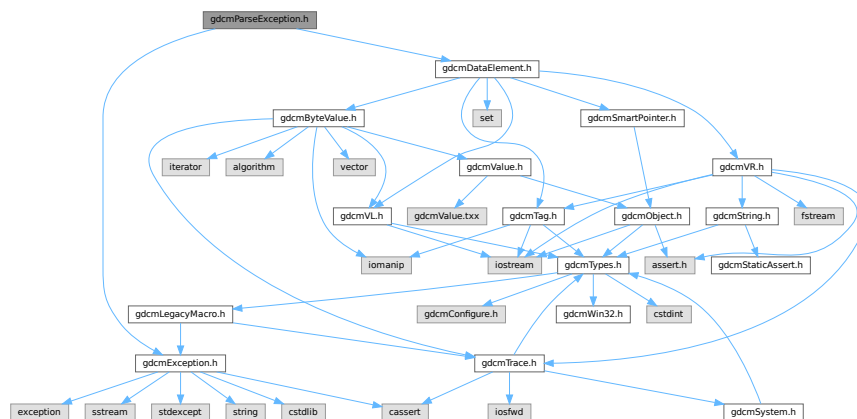 gdcmParseException.h
gdcmDataElement.h
gdcmByteValue.h
set
gdcmSmartPointer.h
iterator
algorithm
vector
gdcmValue.h
gdcmVR.h
gdcmValue.txx
gdcmVL.h
gdcmTag.h
gdcmObject.h
gdcmString.h
fstream
iomanip
iostream
gdcmTypes.h
assert.h
gdcmStaticAssert.h
gdcmLegacyMacro.h
gdcmConfigure.h
gdcmWin32.h
cstdint
gdcmException.h
gdcmTrace.h
exception
sstream
stdexcept
string
cstdlib
cassert
iosfwd
gdcmSystem.h